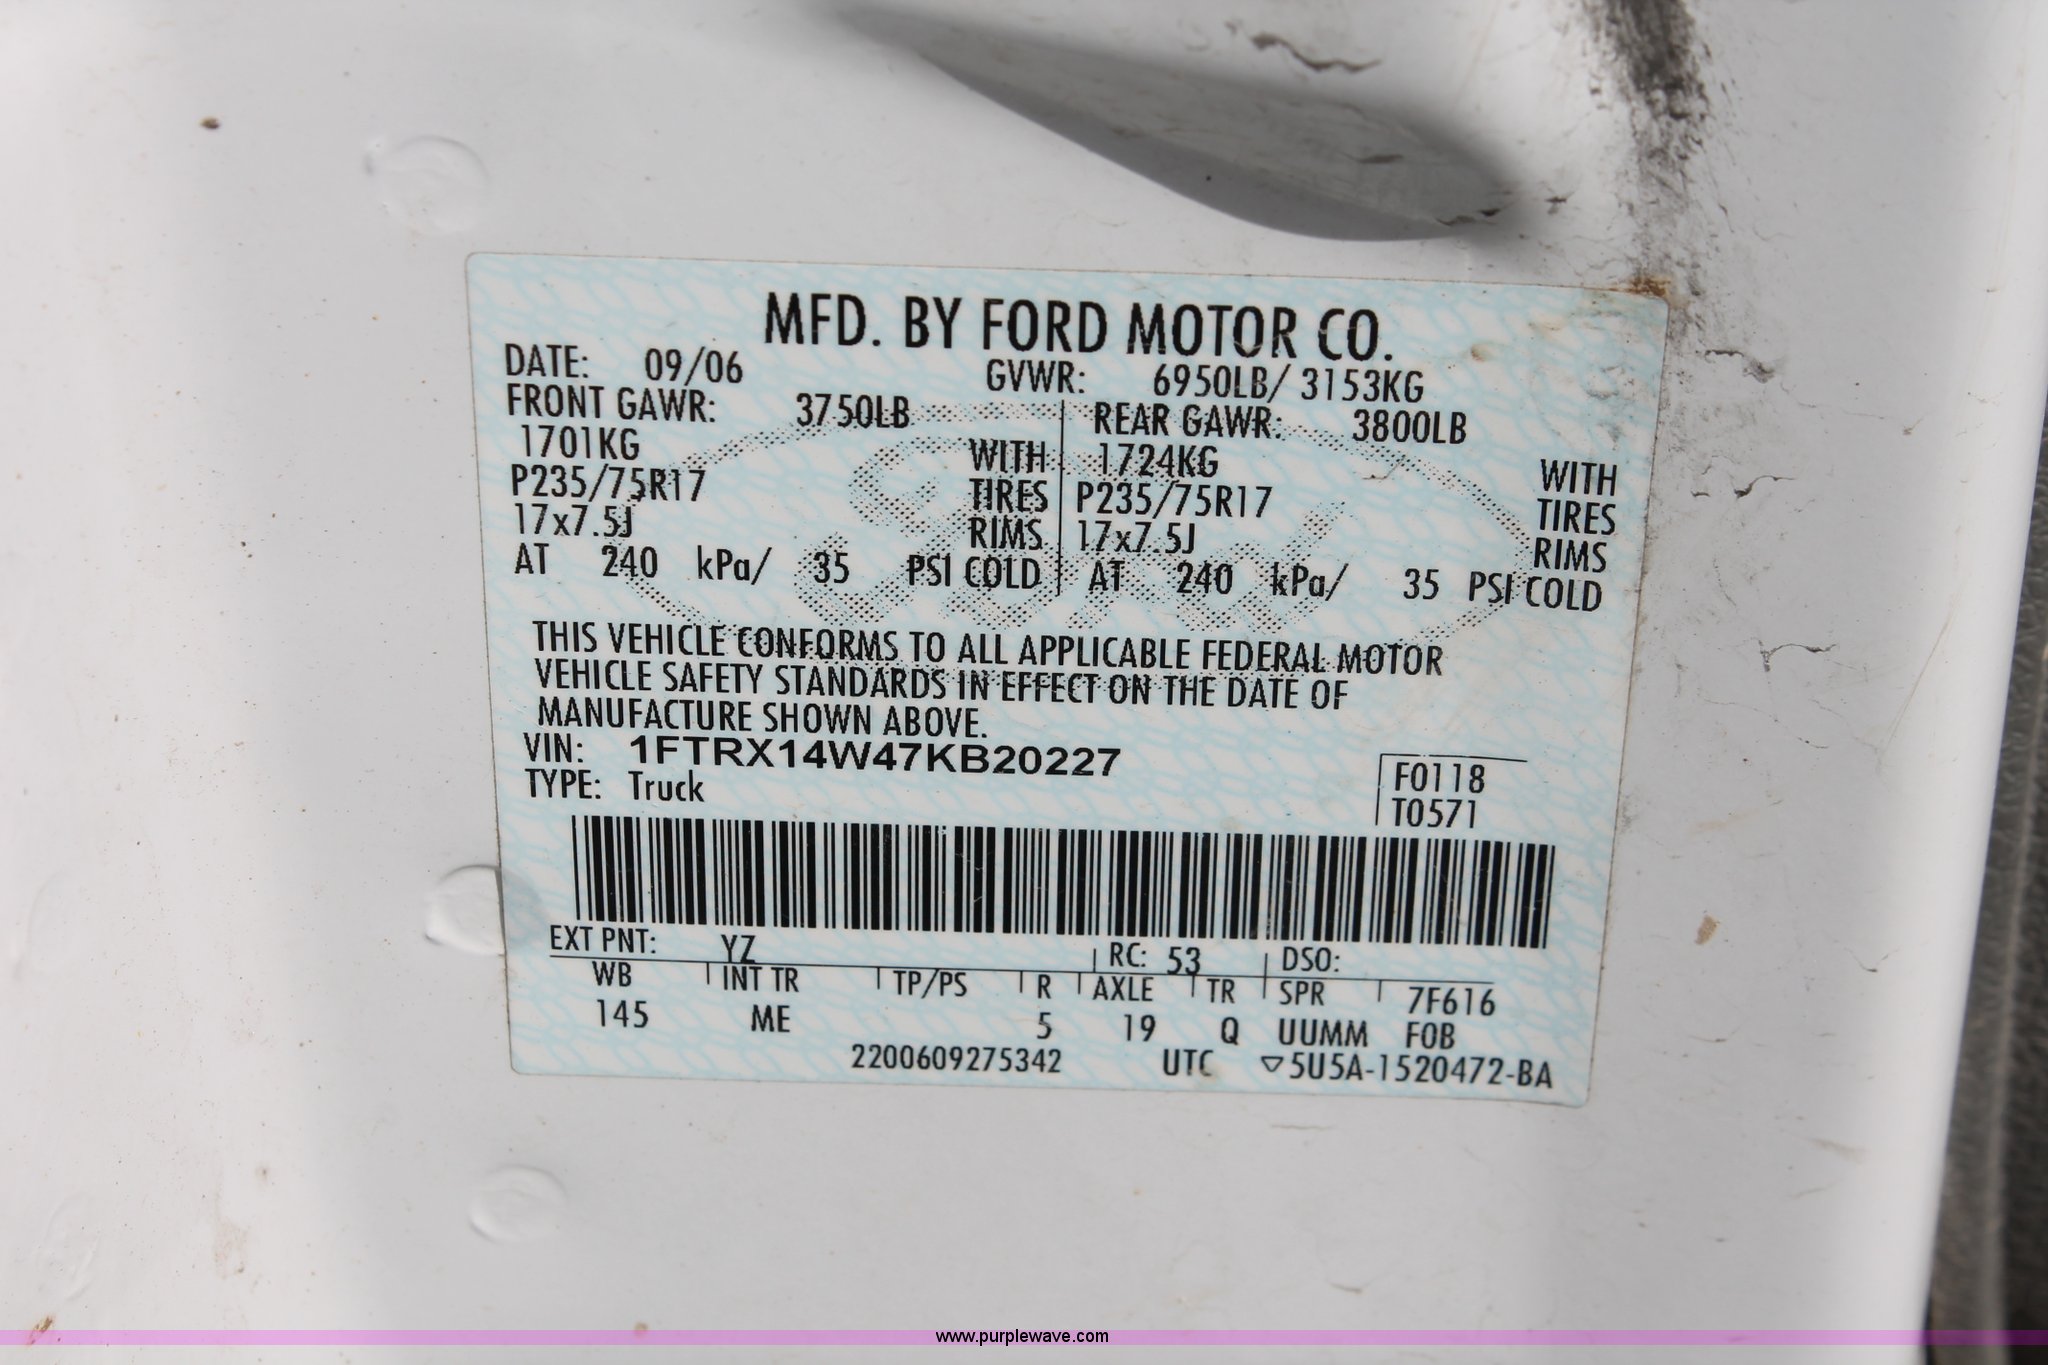 MFD. BY FORD MOTOR CO.
DATE: 09/06 GVWR: 6950LB/ 3153KG
FRONT GAWR: 3750LB REAR GAWR: 3800LB
1701KG WITH 1724KG WITH
P235/75R17 TIRES P235/75R17 TIRES
17x7.5J RIMS 17x7.5J RIMS
AT 240 kPa/ 35 PSI COLD AT 240 kPa/ 35 PSI COLD
THIS VEHICLE CONFORMS TO ALL APPLICABLE FEDERAL MOTOR
VEHICLE SAFETY STANDARDS IN EFFECT ON THE DATE OF
MANUFACTURE SHOWN ABOVE.
VIN: 1FTRX14W47KB20227
TYPE: Truck
F0118
T0571
EXT PNT: YZ RC: 53 DSO:
WB INT TR TP/PS R AXLE TR SPR 7F616
145 ME 5 19 Q UUMM FOB
2200609275342 UTC ▽5U5A-1520472-BA
www.purplewave.com